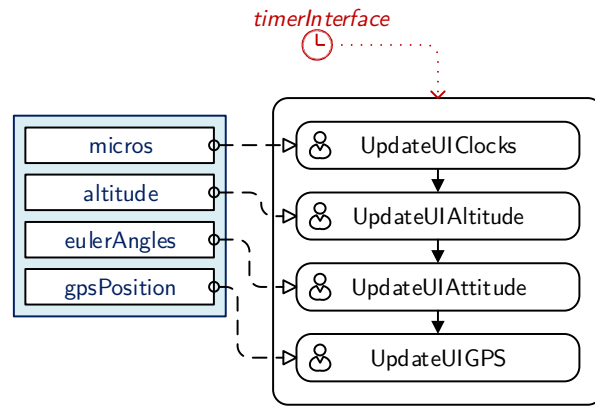 timerInterface
micros
altitude
eulerAngles
gpsPosition
UpdateUIClocks
UpdateUIAltitude
UpdateUIAttitude
UpdateUIGPS